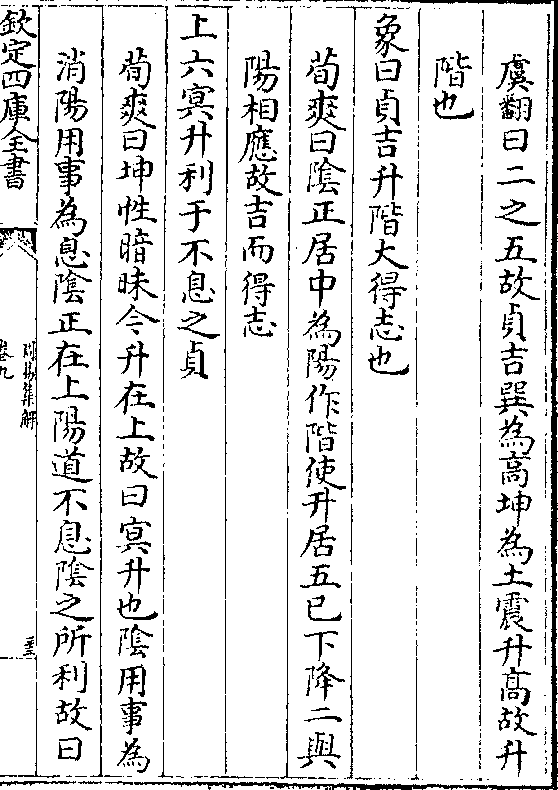 虞翻曰二之五故貞吉巽為髙坤為土震升髙故升
階也
象曰貞吉升階大得志也
荀爽曰陰正居中為陽作階使升居五已下降二與
陽相應故吉而得志
上六冥升利于不息之貞
荀爽曰坤性暗昧今升在上故曰冥升也陰用事為
消陽用事為息陰正在上陽道不息陰之所利故曰
欽定四庫全書
周易集解
卷九